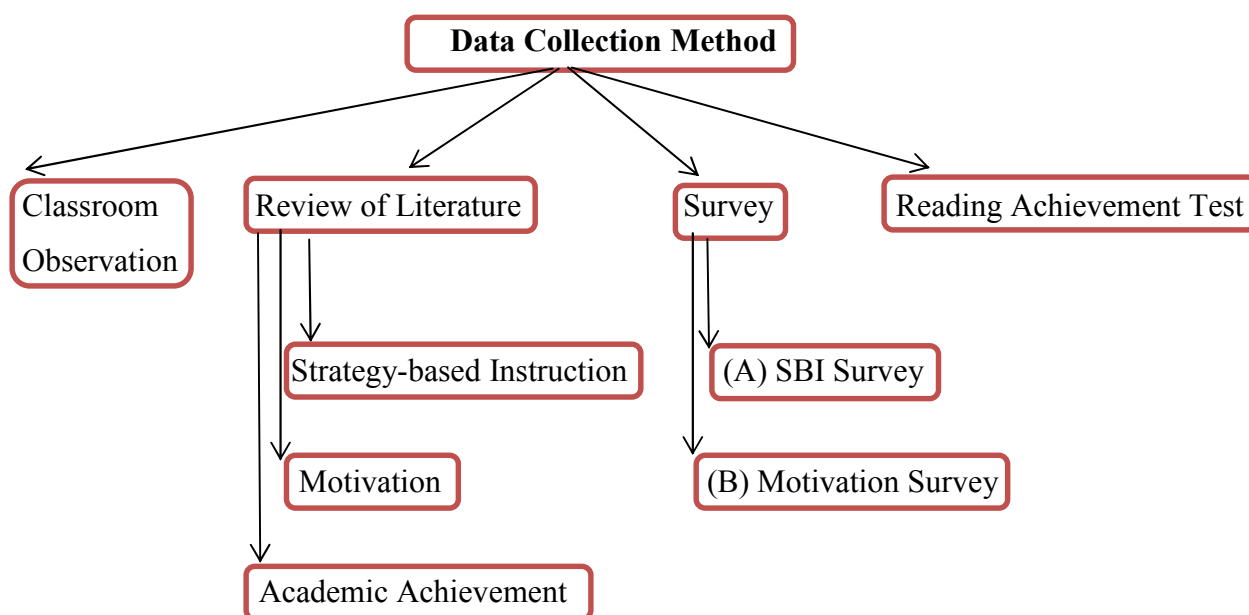 Data Collection Method
Classroom
Observation
Review of Literature
Survey
Reading Achievement Test
Strategy-based Instruction
(A) SBI Survey
Motivation
(B) Motivation Survey
Academic Achievement